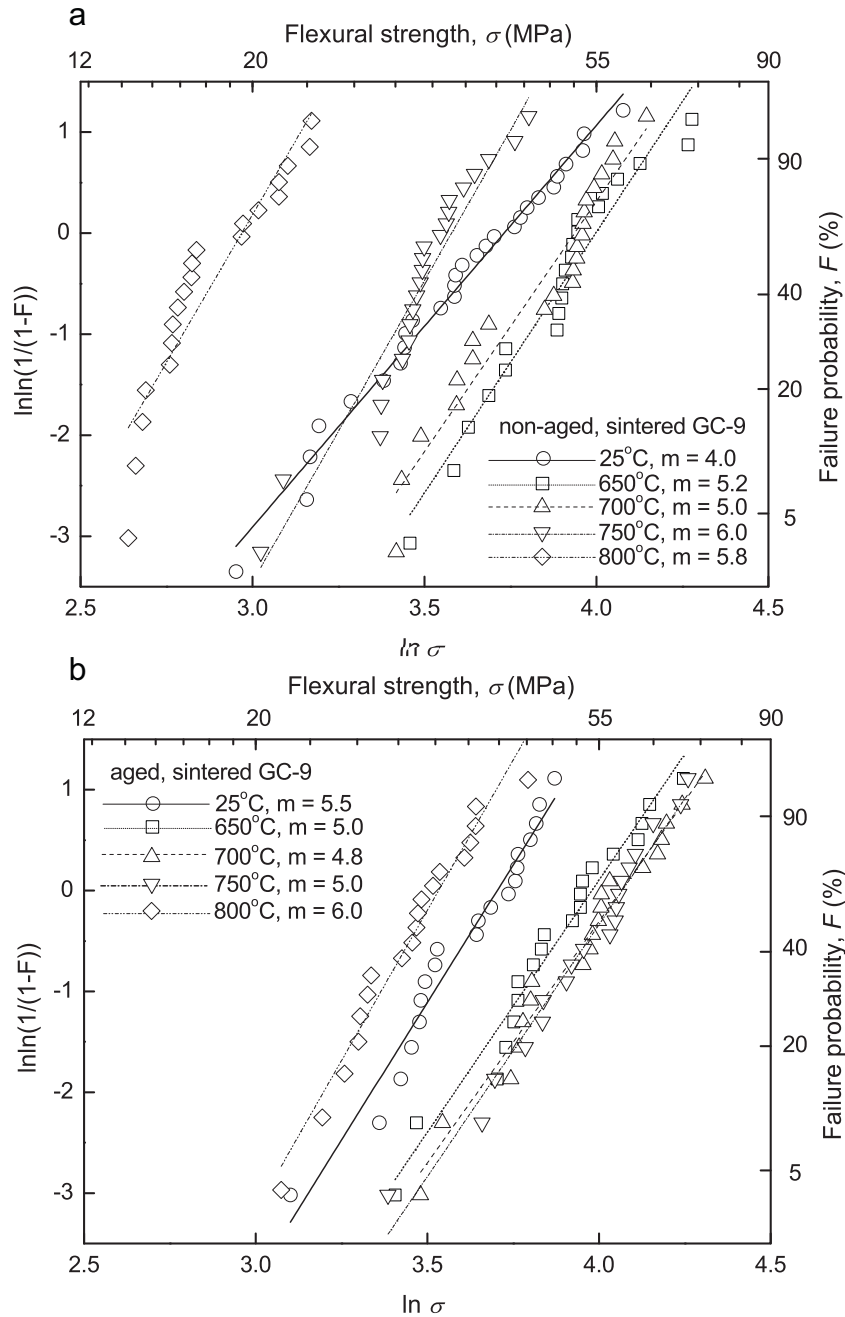 a
Flexural strength, σ (MPa)
12 20 55 90
1
0
-1
-2
-3
lnln(1/(1-F))
90
40
20
5
Failure probability, F (%)
non-aged, sintered GC-9
25°C, m = 4.0
650°C, m = 5.2
700°C, m = 5.0
750°C, m = 6.0
800°C, m = 5.8
2.5 3.0 3.5 4.0 4.5
ln σ
b
Flexural strength, σ (MPa)
12 20 55 90
aged, sintered GC-9
25°C, m = 5.5
650°C, m = 5.0
700°C, m = 4.8
750°C, m = 5.0
800°C, m = 6.0
1
0
-1
-2
-3
lnln(1/(1-F))
90
40
20
5
Failure probability, F (%)
2.5 3.0 3.5 4.0 4.5
ln σ